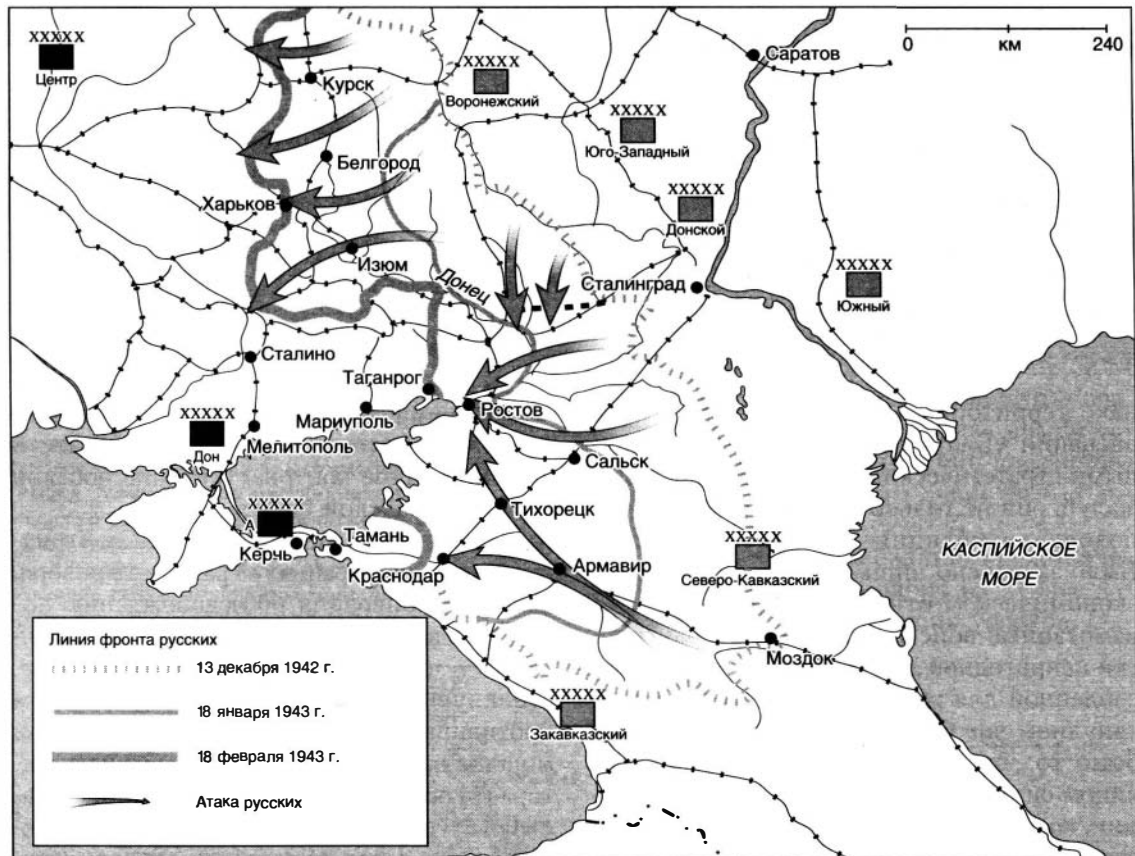 XXXXX
Центр
Курск
XXXXX
Воронежский
XXXXX
Юго-Западный
Саратов
0 км 240
Белгород
Харьков
Изюм
Донец
XXXXX
Донской
Сталинград
XXXXX
Южный
Сталино
Таганрог
Мариуполь
Ростов
XXXXX
Дон
Мелитополь
Сальск
Тихорецк
XXXXX
А
Керчь
Тамань
Краснодар
Армавир
XXXXX
Северо-Кавказский
КАСПИЙСКОЕ
МОРЕ
Моздок
XXXXX
Закавказский
Линия фронта русских
13 декабря 1942 г.
18 января 1943 г.
18 февраля 1943 г.
Атака русских